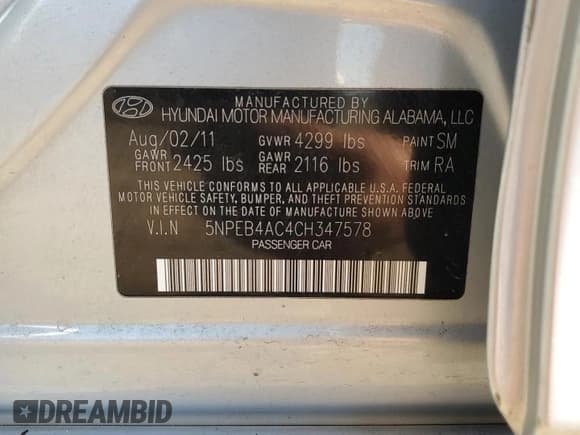 MANUFACTURED BY
HYUNDAI MOTOR MANUFACTURING ALABAMA, LLC
Aug/02/11 GVWR 4299 lbs PAINT SM
GAWR FRONT 2425 lbs GAWR REAR 2116 lbs TRIM RA
THIS VEHICLE CONFORMS TO ALL APPLICABLE U.S.A. FEDERAL
MOTOR VEHICLE SAFETY, BUMPER, AND THEFT PREVENTION
STANDARDS IN EFFECT ON THE DATE OF MANUFACTURE SHOWN ABOVE
V.I.N 5NPEB4AC4CH347578
PASSENGER CAR
DREAMBID